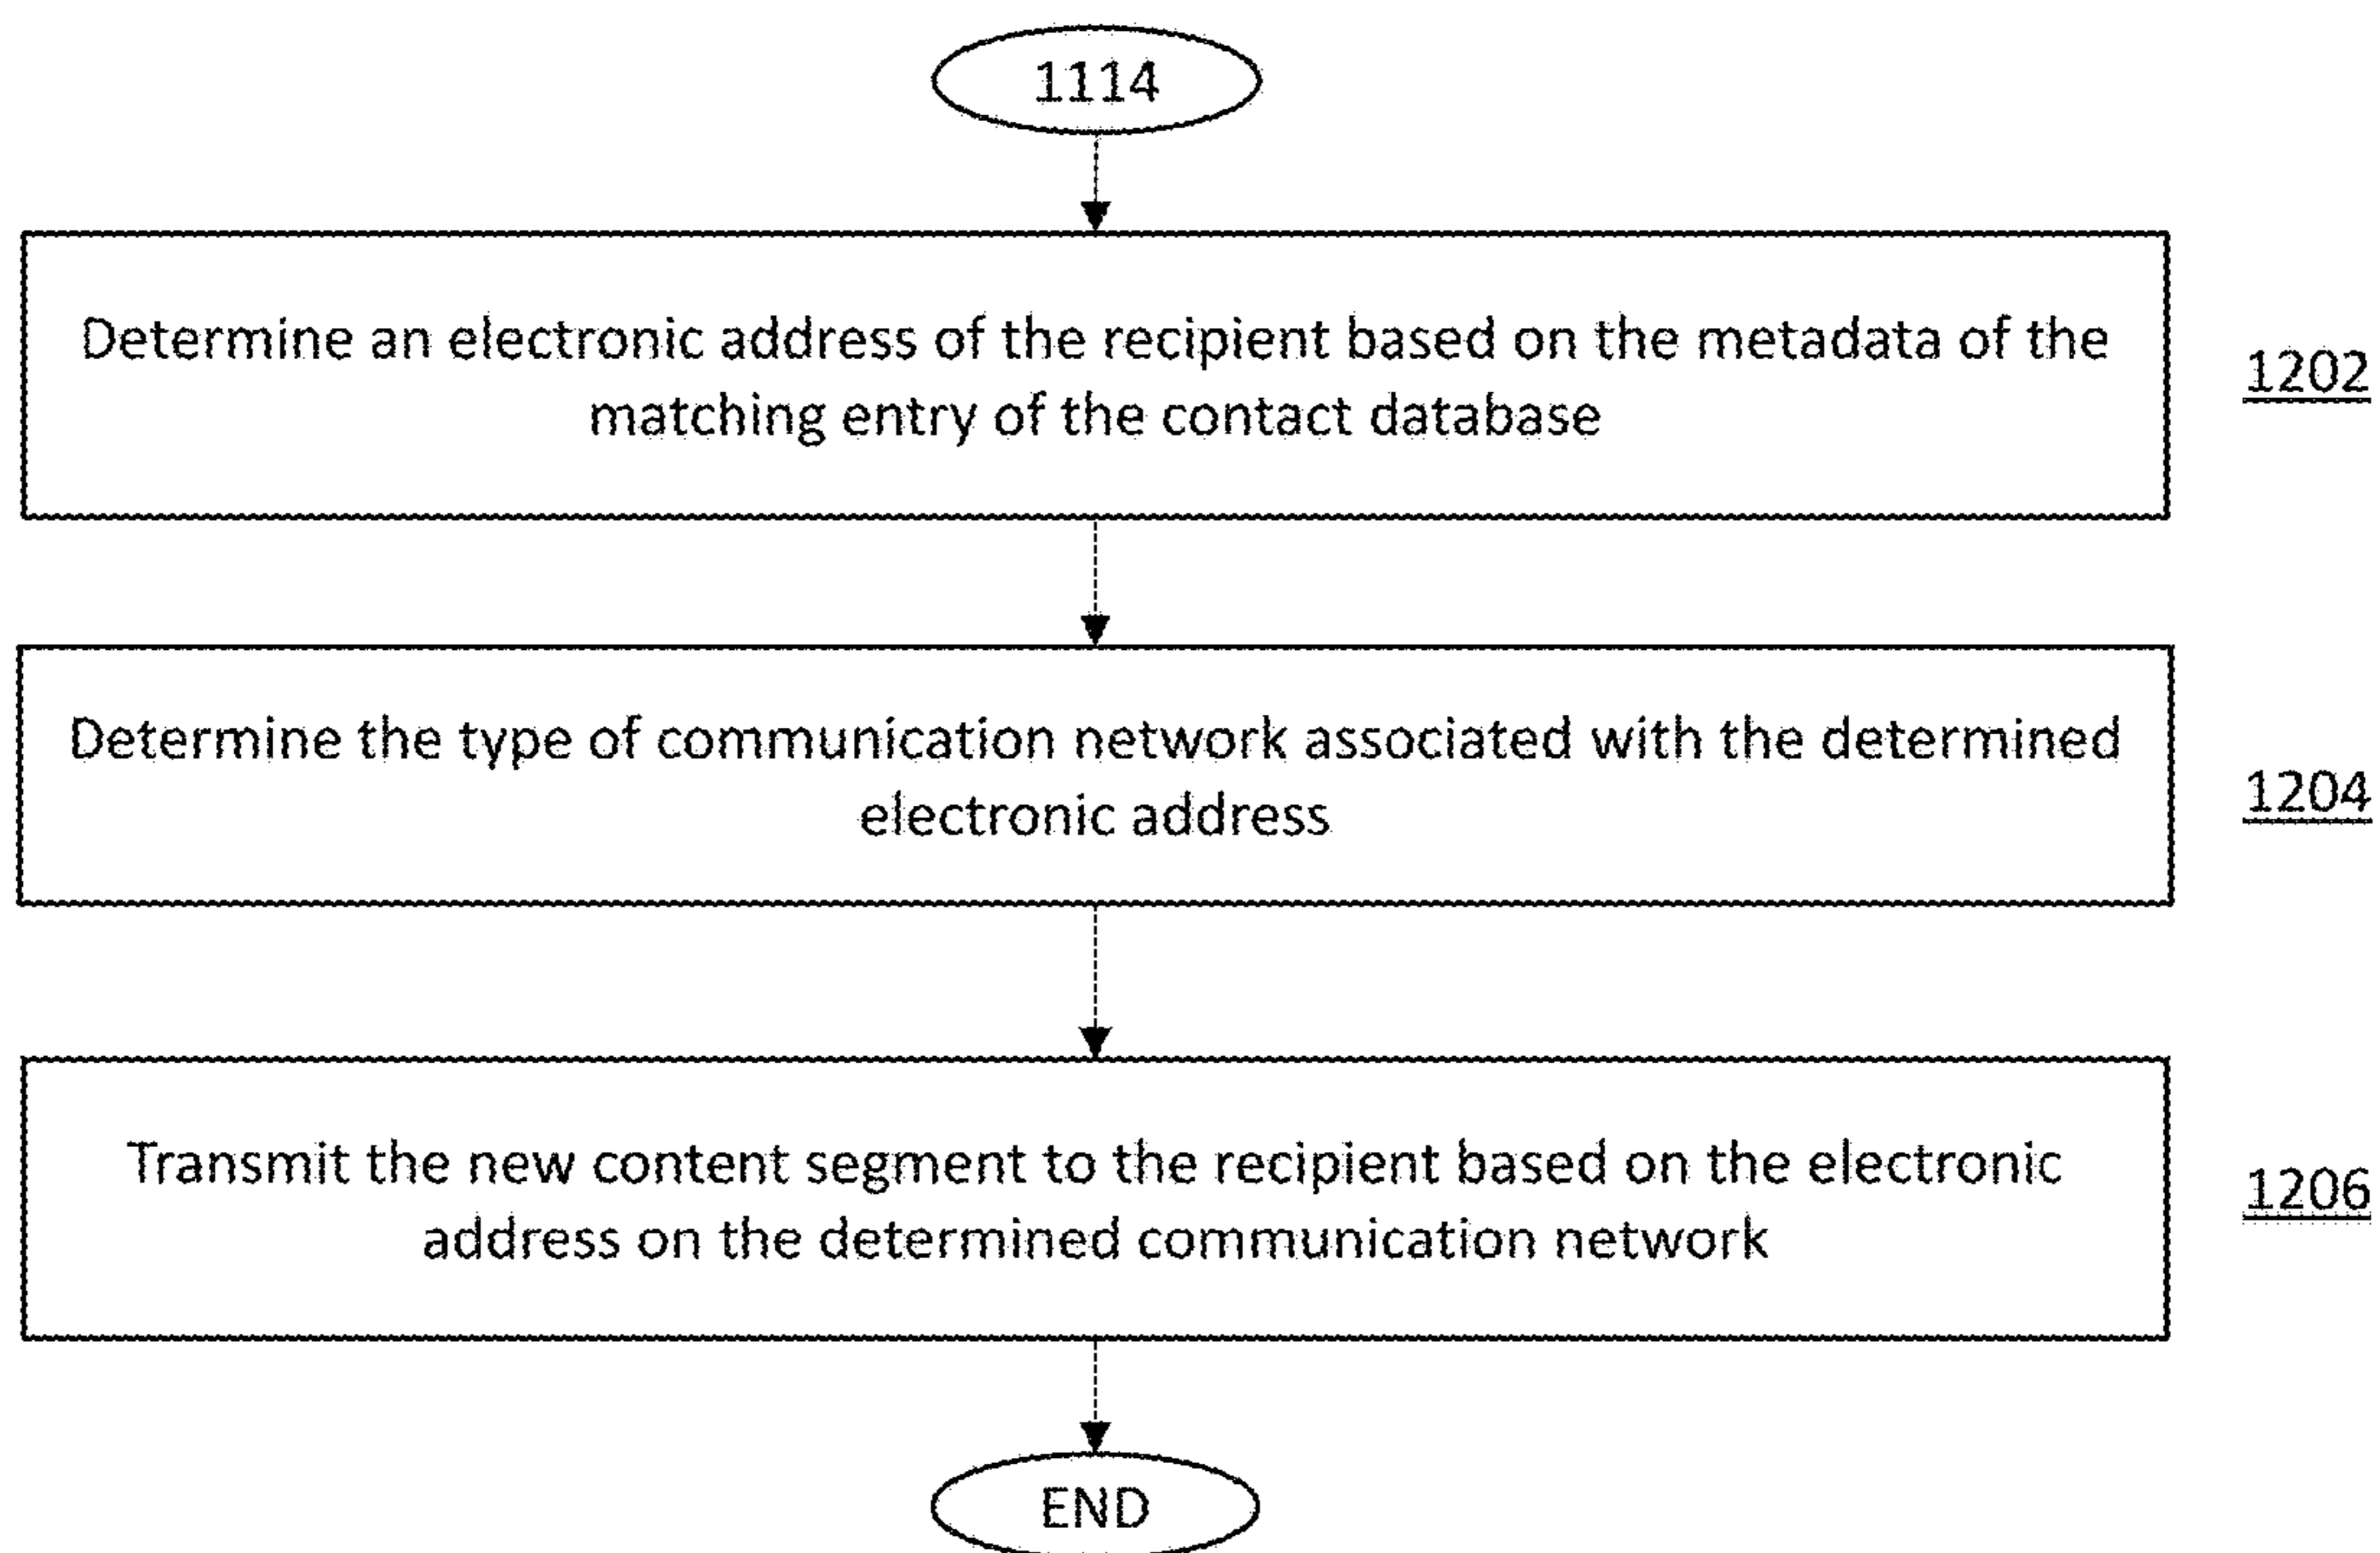 1114
Determine an electronic address of the recipient based on the metadata of the
matching entry of the contact database
1202
Determine the type of communication network associated with the determined
electronic address
1204
Transmit the new content segment to the recipient based on the electronic
address on the determined communication network
1206
END